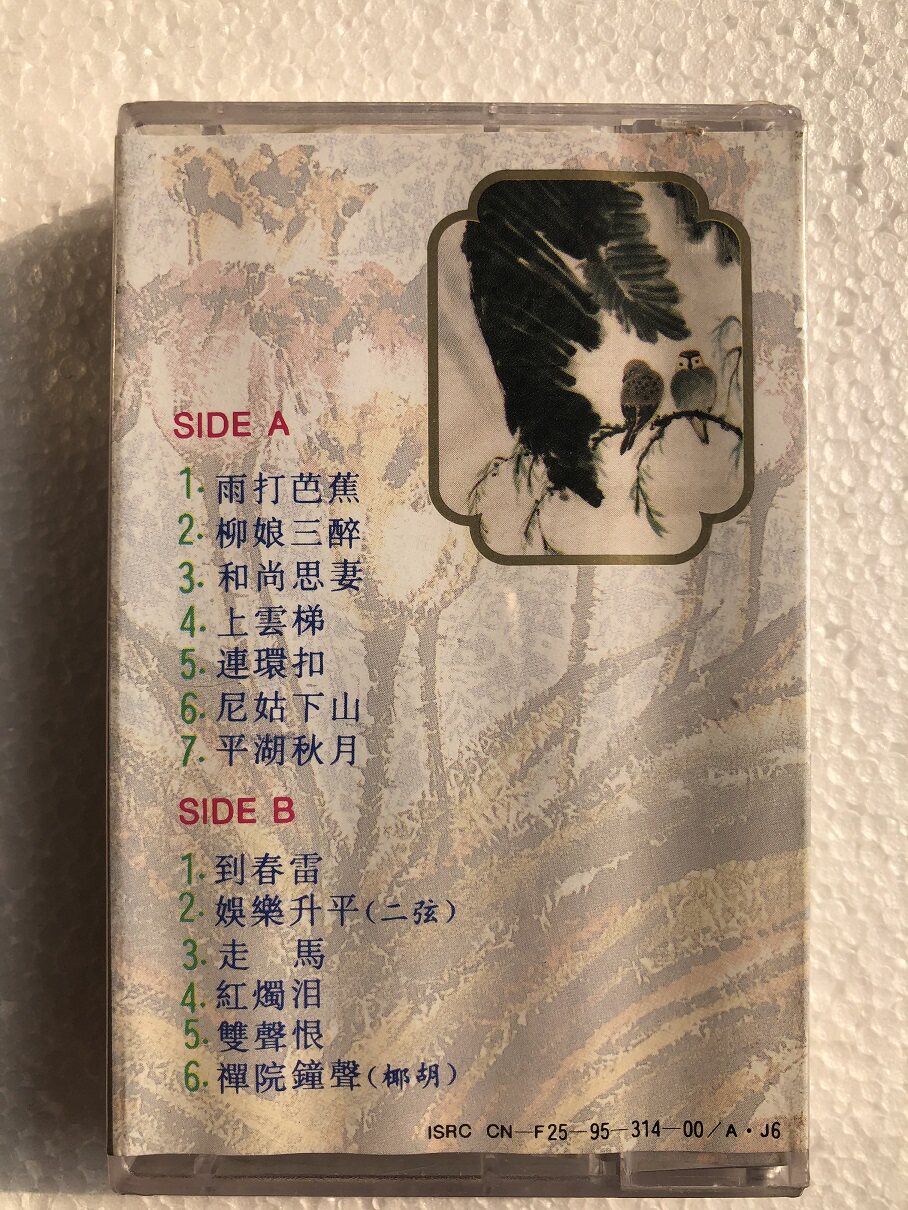 SIDE A
1. 雨打芭蕉
2. 柳娘三醉
3. 和尚思妻
4. 上雲梯
5. 連環扣
6. 尼姑下山
7. 平湖秋月
SIDE B
1. 到春雷
2. 娛樂升平(二弦)
3. 走 馬
4. 紅燭泪
5. 雙聲恨
6. 禪院鐘聲(椰胡)
ISRC CN—F25—95—314—00/A·J6